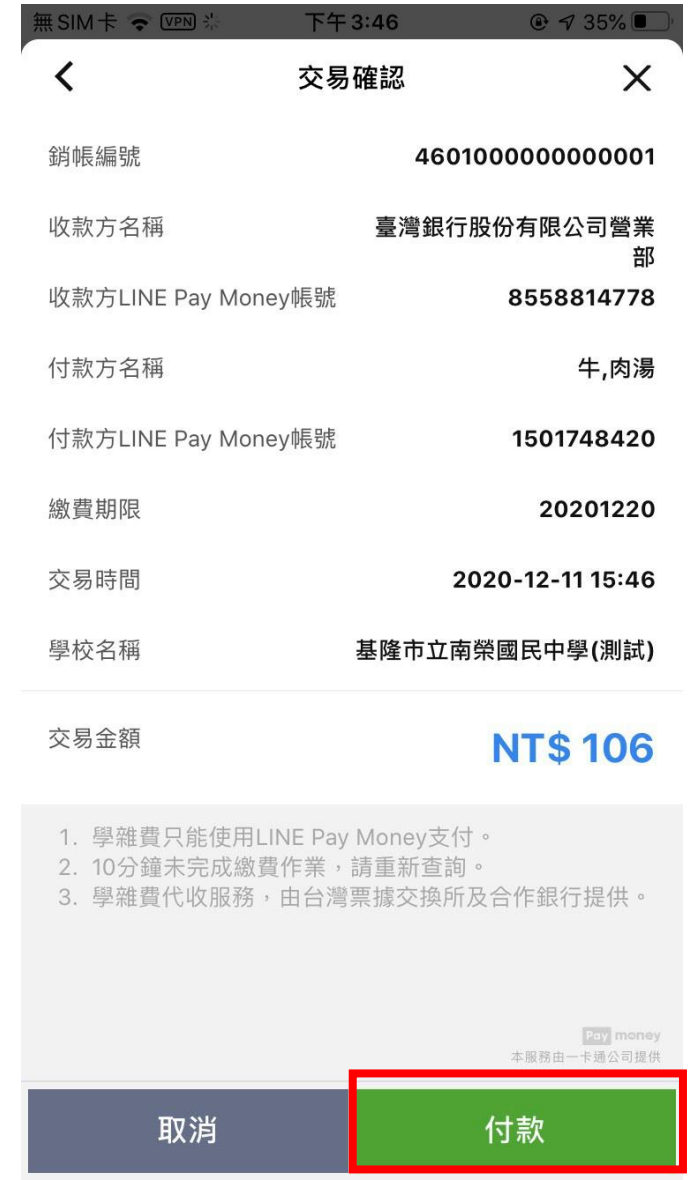 無 SIM 卡 VPN 下午 3:46 35%
交易確認
銷帳編號 4601000000000001
收款方名稱 臺灣銀行股份有限公司營業
部
收款方LINE Pay Money帳號 8558814778
付款方名稱 牛,肉湯
付款方LINE Pay Money帳號 1501748420
繳費期限 20201220
交易時間 2020-12-11 15:46
學校名稱 基隆市立南榮國民中學(測試)
交易金額 NT$ 106
1. 學雜費只能使用LINE Pay Money支付。
2. 10分鐘未完成繳費作業，請重新查詢。
3. 學雜費代收服務，由台灣票據交換所及合作銀行提供。
Pay money
本服務由一卡通公司提供
取消 付款